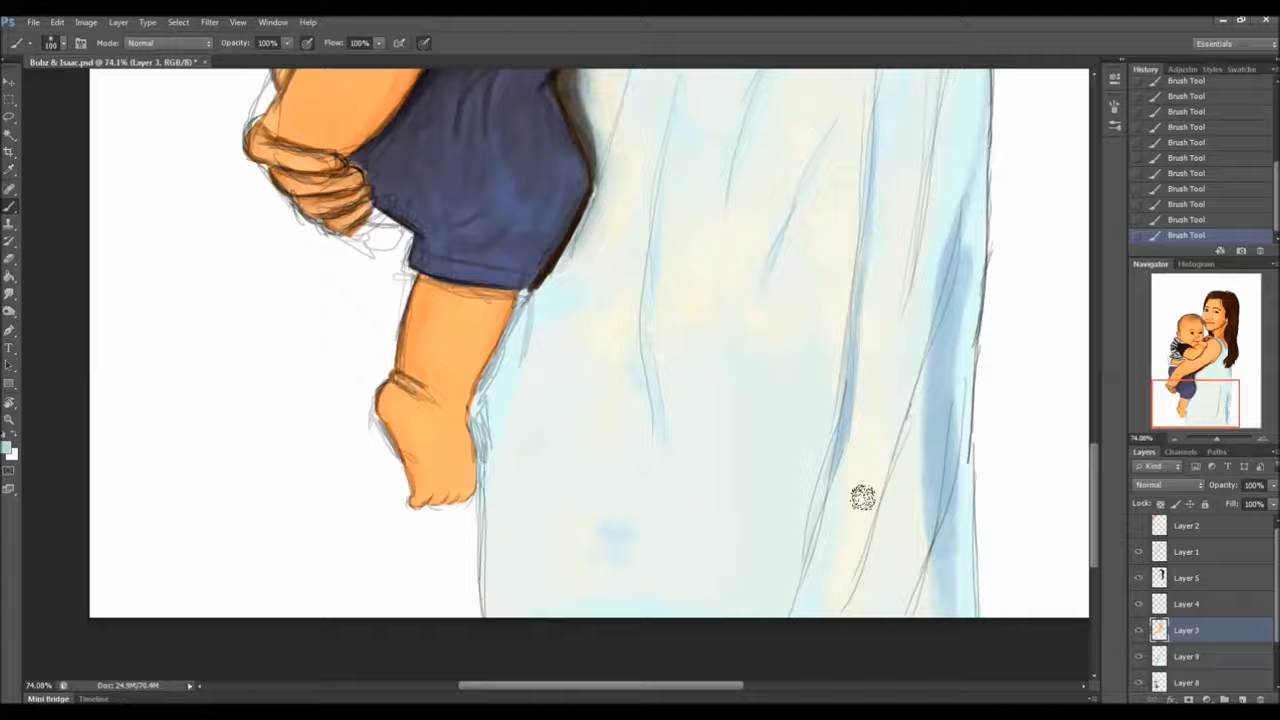 Ps File Edit Image Layer Type Select Filter View Window Help
100 Mode: Normal Opacity: 100% Flow: 100% Essentials
Bubz & Isaac.psd @ 74.1% (Layer 3, RGB/8) * ×
History Adjustm Styles Swatche
Brush Tool
Brush Tool
Brush Tool
Brush Tool
Brush Tool
Brush Tool
Brush Tool
Brush Tool
Brush Tool
Brush Tool
Brush Tool
Navigator Histogram
74.08%
Layers Channels Paths
Kind
Normal Opacity: 100%
Lock: Fill: 100%
Layer 2
Layer 1
Layer 5
Layer 4
Layer 3
Layer 9
Layer 8
74.08% Doc: 24.9M/70.4M
Mini Bridge Timeline